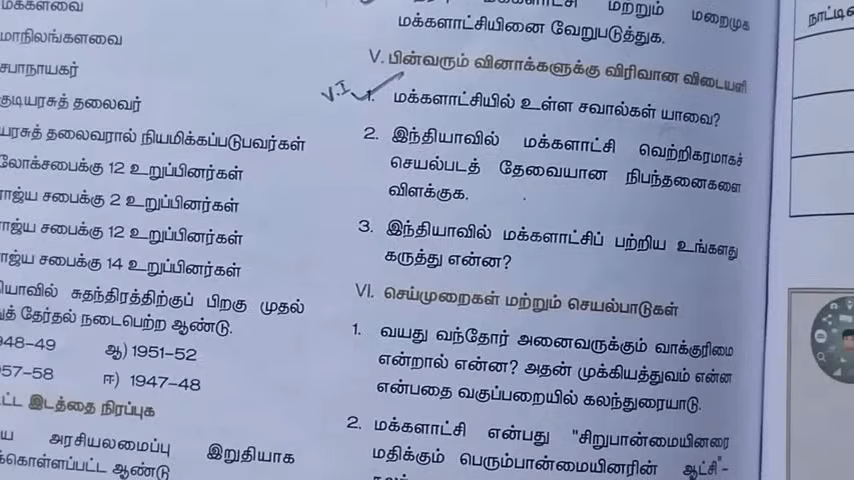 மாநிலங்களவை
சபாநாயகர்
குடியரசுத் தலைவர்
யரசுத் தலைவரால் நியமிக்கப்படுபவர்கள்
லோக்சபைக்கு 12 உறுப்பினர்கள்
ராஜ்ய சபைக்கு 2 உறுப்பினர்கள்
ராஜ்ய சபைக்கு 12 உறுப்பினர்கள்
ராஜ்ய சபைக்கு 14 உறுப்பினர்கள்
யாவில் சுதந்திரத்திற்குப் பிறகு முதல்
துத் தேர்தல் நடைபெற்ற ஆண்டு.
948-49 ஆ) 1951-52
957-58 ஈ) 1947-48
ட்ட இடத்தை நிரப்புக
ய அரசியலமைப்பு இறுதியாக
க்கொள்ளப்பட்ட ஆண்டு
மற்றும் மறைமுக
மக்களாட்சியினை வேறுபடுத்துக.
V. பின்வரும் வினாக்களுக்கு விரிவான விடையளி
V.I
1. மக்களாட்சியில் உள்ள சவால்கள் யாவை?
2. இந்தியாவில் மக்களாட்சி வெற்றிகரமாகச்
செயல்படத் தேவையான நிபந்தனைகளை
விளக்குக.
3. இந்தியாவில் மக்களாட்சிப் பற்றிய உங்களது
கருத்து என்ன?
VI. செய்முறைகள் மற்றும் செயல்பாடுகள்
1. வயது வந்தோர் அனைவருக்கும் வாக்குரிமை
என்றால் என்ன? அதன் முக்கியத்துவம் என்ன
என்பதை வகுப்பறையில் கலந்துரையாடு.
2. மக்களாட்சி என்பது "சிறுபான்மையினரை
மதிக்கும் பெரும்பான்மையினரின் ஆட்சி"-